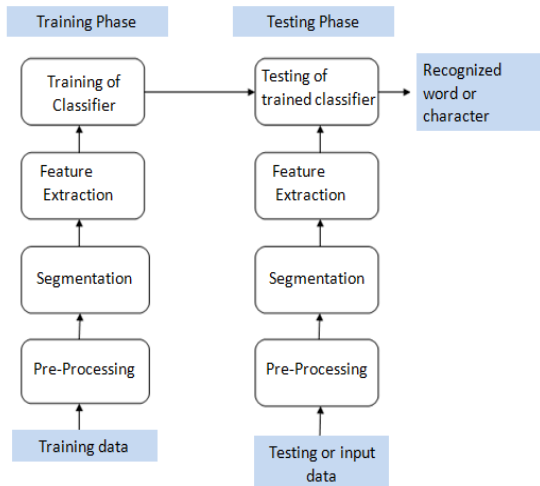 Training Phase
Testing Phase
Training of
Classifier
Testing of
trained classifier
Recognized
word or
character
Feature
Extraction
Feature
Extraction
Segmentation
Segmentation
Pre-Processing
Pre-Processing
Training data
Testing or input
data